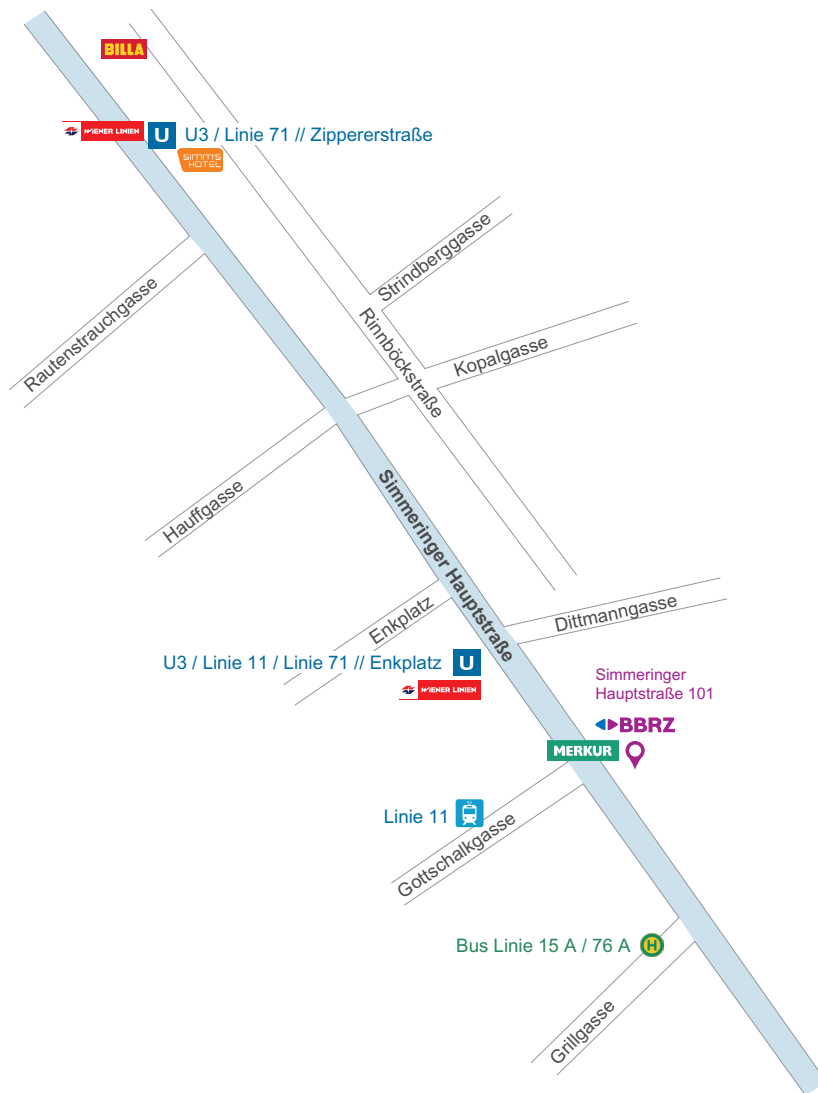 BILLA
WIENER LINIEN
U
U3 / Linie 71 // Zippererstraße
SIMM'S
HOTEL
Strindberggasse
Rautenstrauchgasse
Rinnböckstraße
Kopalgasse
Hauffgasse
Simmeringer Hauptstraße
Enkplatz
Dittmanngasse
U3 / Linie 11 / Linie 71 // Enkplatz
U
WIENER LINIEN
Simmeringer
Hauptstraße 101
BBRZ
MERKUR
Linie 11
Gottschalkgasse
Bus Linie 15 A / 76 A
H
Grillgasse